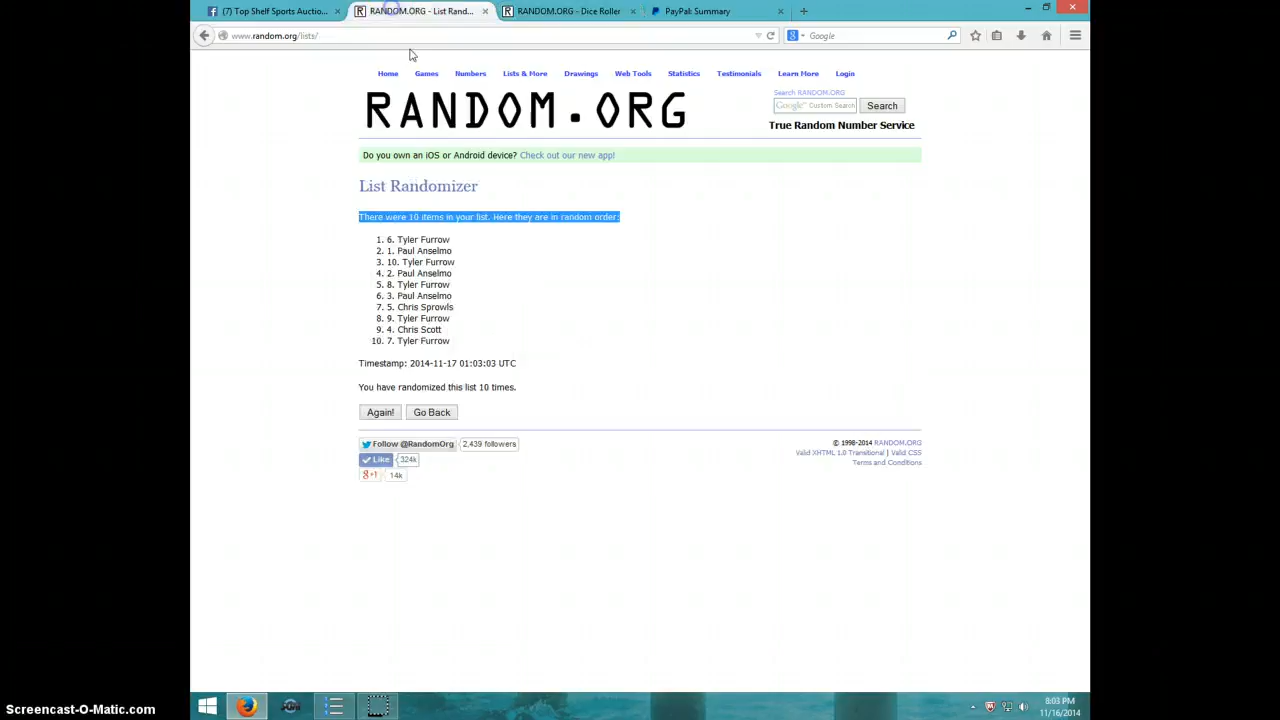 (7) Top Shelf Sports Auctio...
RANDOM.ORG - List Rand...
RANDOM.ORG - Dice Roller
PayPal: Summary
www.random.org/lists/
Google
Home Games Numbers Lists & More Drawings Web Tools Statistics Testimonials Learn More Login
RANDOM.ORG
Search RANDOM.ORG
Google™ Custom Search Search
True Random Number Service
Do you own an iOS or Android device? Check out our new app!
List Randomizer
There were 10 items in your list. Here they are in random order:
1. 6. Tyler Furrow
2. 1. Paul Anselmo
3. 10. Tyler Furrow
4. 2. Paul Anselmo
5. 8. Tyler Furrow
6. 3. Paul Anselmo
7. 5. Chris Sprowls
8. 9. Tyler Furrow
9. 4. Chris Scott
10. 7. Tyler Furrow
Timestamp: 2014-11-17 01:03:03 UTC
You have randomized this list 10 times.
Again! Go Back
Follow @RandomOrg 2,439 followers
Like 324k
g+1 14k
© 1998-2014 RANDOM.ORG
Valid XHTML 1.0 Transitional | Valid CSS
Terms and Conditions
8:03 PM
11/16/2014
Screencast-O-Matic.com